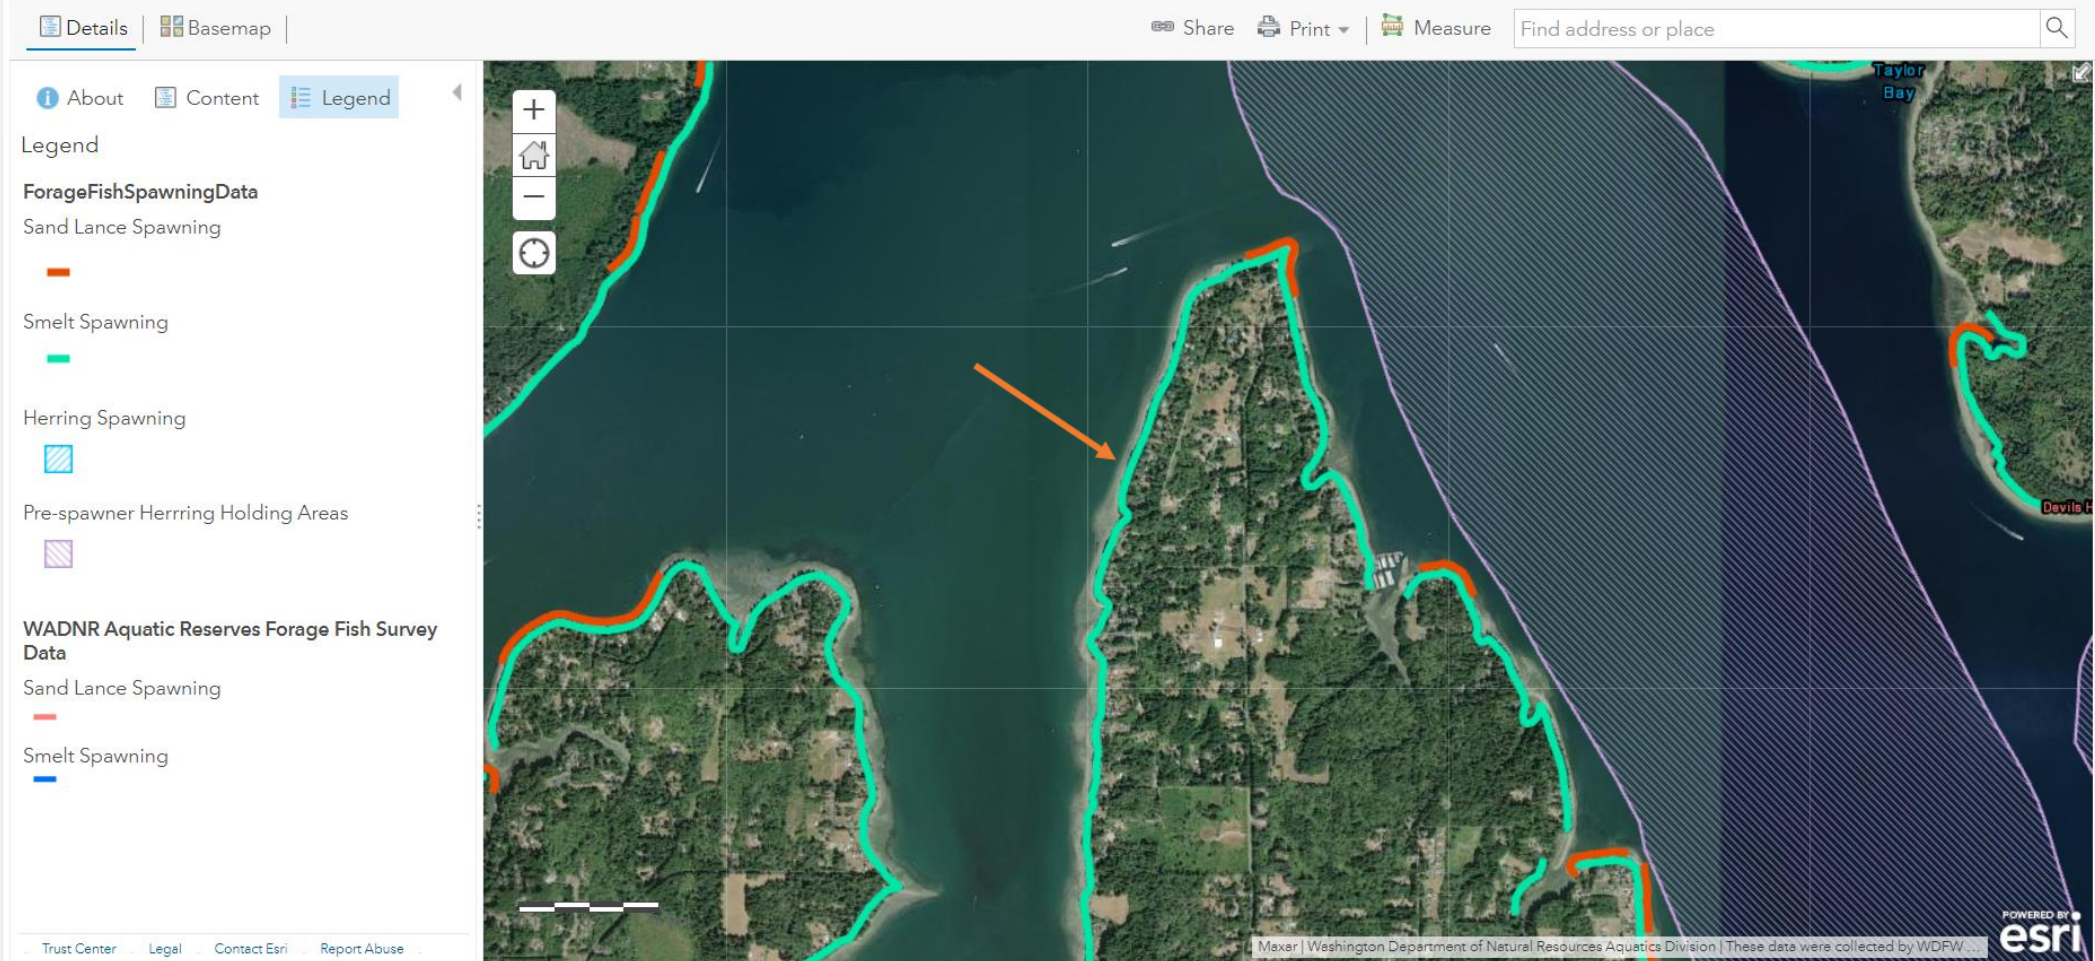 Details
Basemap
Share
Print
Measure
Find address or place
About
Content
Legend
Legend
ForageFishSpawningData
Sand Lance Spawning
Smelt Spawning
Herring Spawning
Pre-spawner Herrring Holding Areas
WADNR Aquatic Reserves Forage Fish Survey
Data
Sand Lance Spawning
Smelt Spawning
Trust Center
Legal
Contact Esri
Report Abuse
Taylor
Bay
Devils H
POWERED BY
esri
Maxar | Washington Department of Natural Resources Aquatics Division | These data were collected by WDFW ...